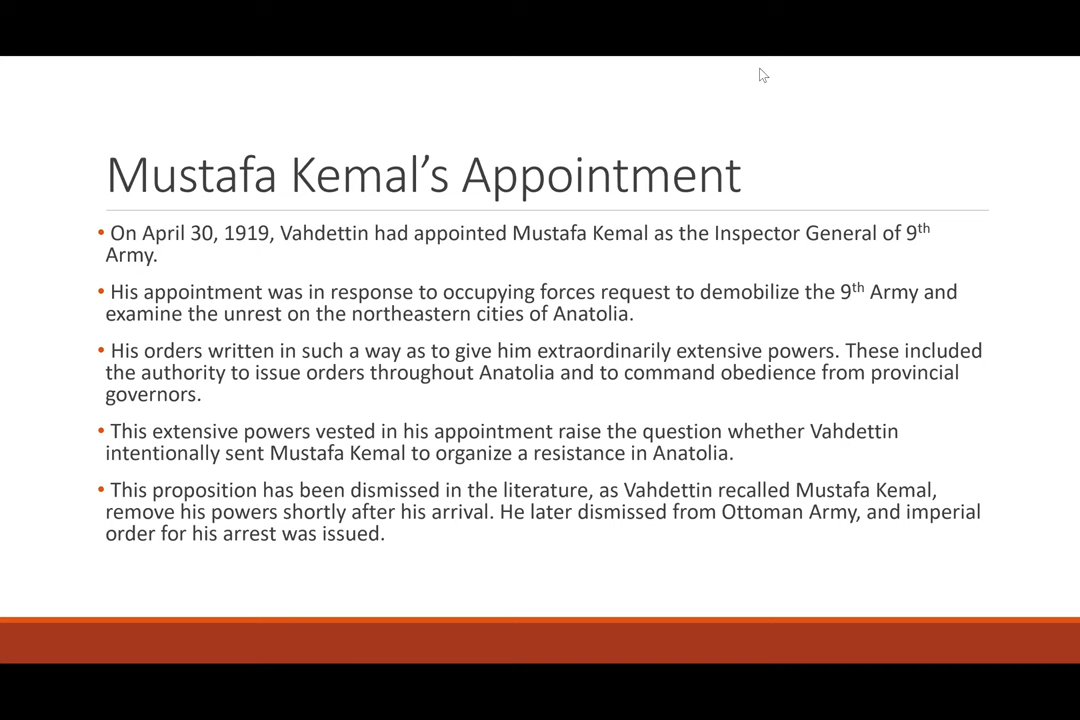 Mustafa Kemal’s Appointment
• On April 30, 1919, Vahdettin had appointed Mustafa Kemal as the Inspector General of 9th
Army.
• His appointment was in response to occupying forces request to demobilize the 9th Army and
examine the unrest on the northeastern cities of Anatolia.
• His orders written in such a way as to give him extraordinarily extensive powers. These included
the authority to issue orders throughout Anatolia and to command obedience from provincial
governors.
• This extensive powers vested in his appointment raise the question whether Vahdettin
intentionally sent Mustafa Kemal to organize a resistance in Anatolia.
• This proposition has been dismissed in the literature, as Vahdettin recalled Mustafa Kemal,
remove his powers shortly after his arrival. He later dismissed from Ottoman Army, and imperial
order for his arrest was issued.